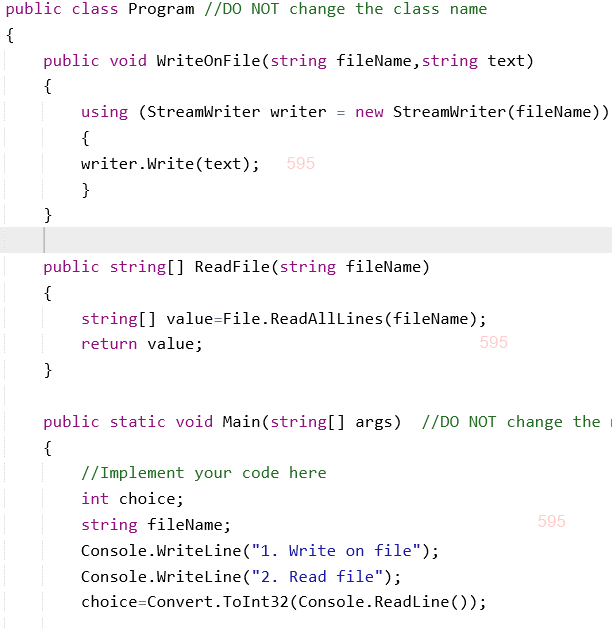 public class Program //DO NOT change the class name
{
public void WriteOnFile(string fileName,string text)
{
using (StreamWriter writer = new StreamWriter(fileName))
{
writer.Write(text); 595
}
}
public string[] ReadFile(string fileName)
{
string[] value=File.ReadAllLines(fileName);
return value; 595
}
public static void Main(string[] args) //DO NOT change the
{
//Implement your code here
int choice;
string fileName; 595
Console.WriteLine("1. Write on file");
Console.WriteLine("2. Read file");
choice=Convert.ToInt32(Console.ReadLine());